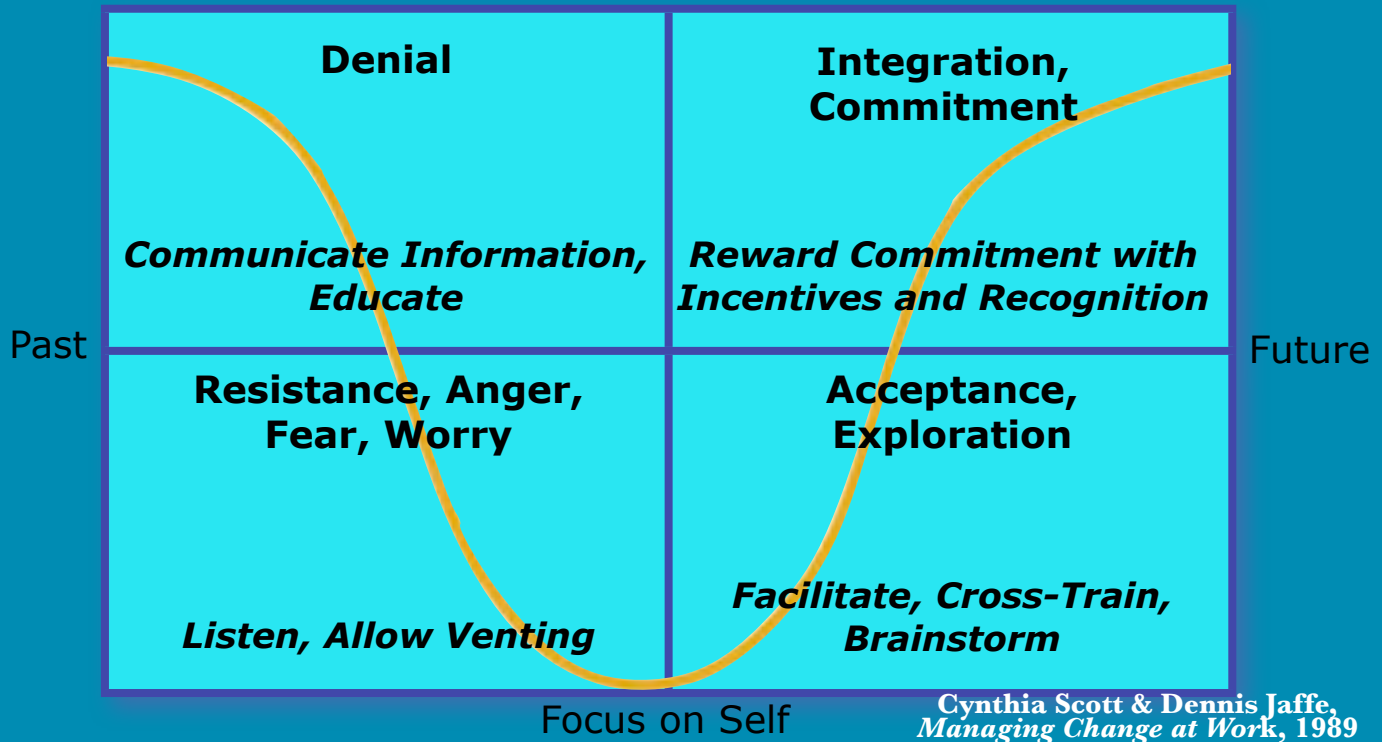 Denial
Communicate Information,
Educate
Integration,
Commitment
Reward Commitment with
Incentives and Recognition
Past
Future
Resistance, Anger,
Fear, Worry
Listen, Allow Venting
Acceptance,
Exploration
Facilitate, Cross-Train,
Brainstorm
Focus on Self
Cynthia Scott & Dennis Jaffe,
Managing Change at Work, 1989